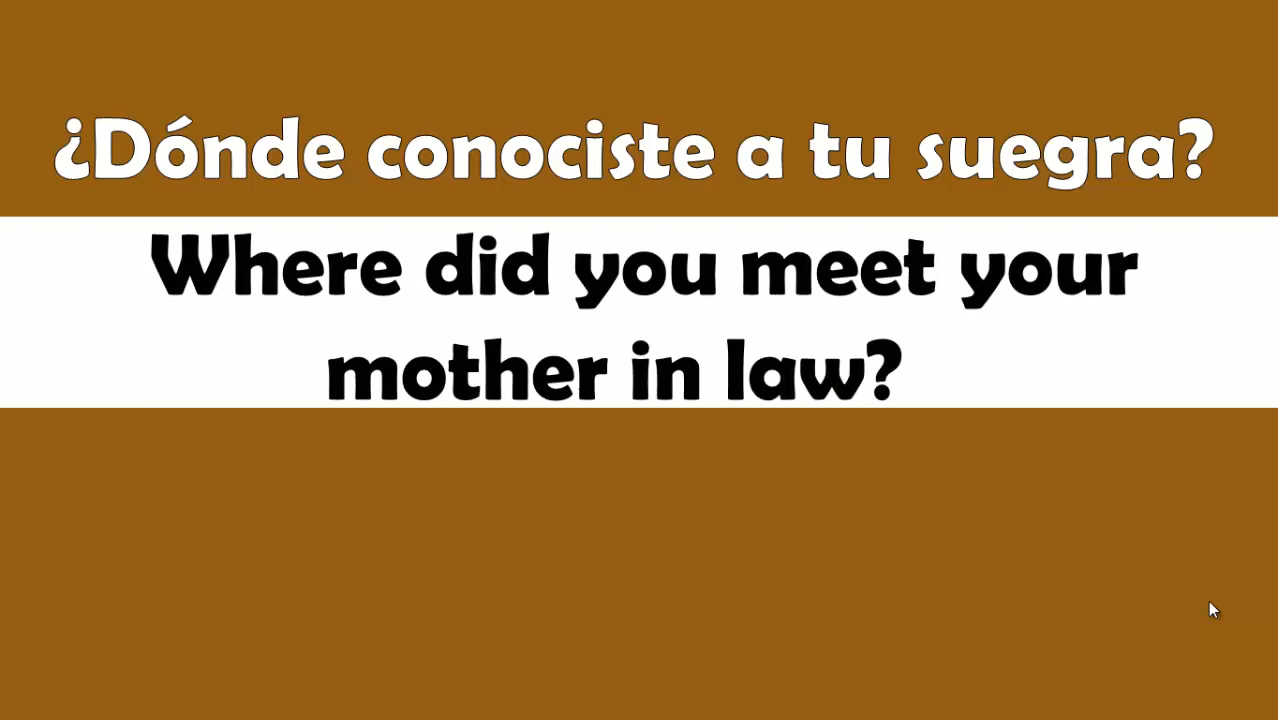 ¿Dónde conociste a tu suegra?
Where did you meet your
mother in law?